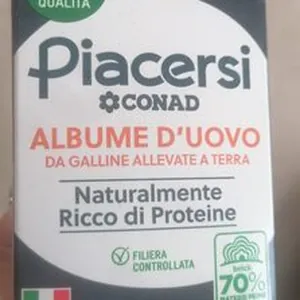 QUALITÀ
Piacersi
CONAD
ALBUME D'UOVO
DA GALLINE ALLEVATE A TERRA
Naturalmente
Ricco di Proteine
FILIERA
CONTROLLATA
70%